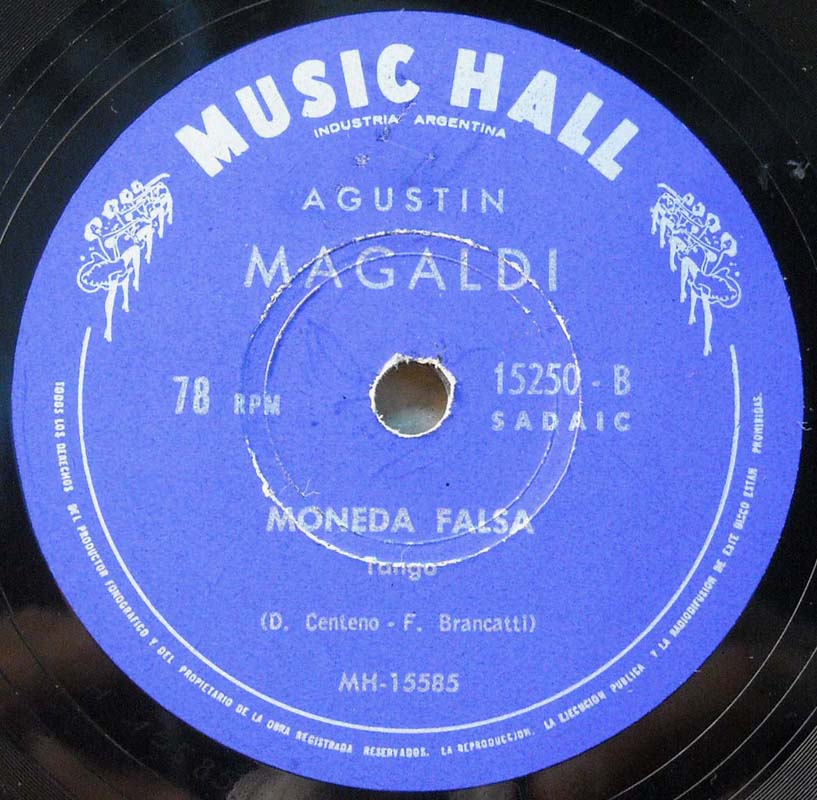 MUSIC HALL
INDUSTRIA ARGENTINA
AGUSTIN
MAGALDI
78 RPM
15250 - B
SADAIC
MONEDA FALSA
Tango
(D. Centeno - F. Brancatti)
MH-15585
TODOS LOS DERECHOS DEL PRODUCTOR FONOGRAFICO Y DEL PROPIETARIO DE LA OBRA REGISTRADA RESERVADOS. LA REPRODUCCION. LA EJECUCION PUBLICA Y LA RADIODIFUSION DE ESTE DISCO ESTAN PROHIBIDAS.